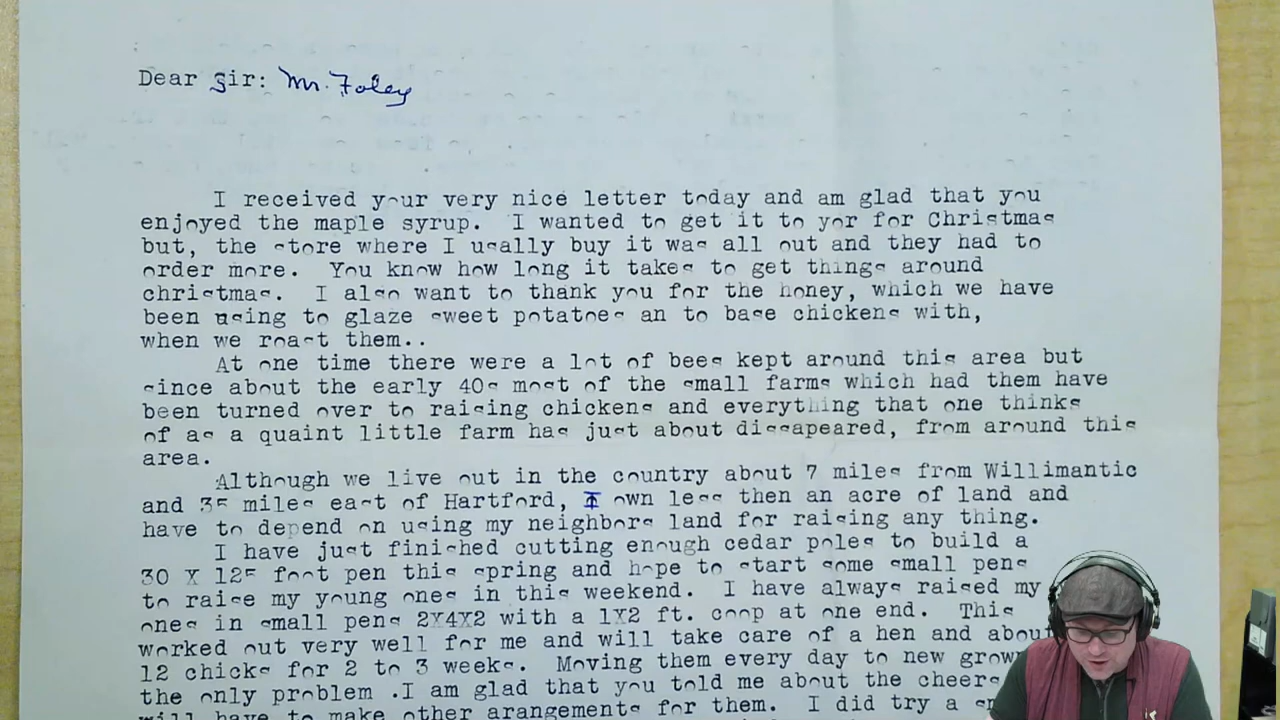 Dear Sir: Mr. Foley
I received your very nice letter today and am glad that you
enjoyed the maple syrup. I wanted to get it to yor for Christmas
but, the store where I usally buy it was all out and they had to
order more. You know how long it takes to get things around
christmas. I also want to thank you for the honey, which we have
been using to glaze sweet potatoes an to base chickens with,
when we roast them..
At one time there were a lot of bees kept around this area but
since about the early 40s most of the small farms which had them have
been turned over to raising chickens and everything that one thinks
of as a quaint little farm has just about dissapeared, from around this
area.
Although we live out in the country about 7 miles from Willimantic
and 35 miles east of Hartford, I own less then an acre of land and
have to depend on using my neighbors land for raising any thing.
I have just finished cutting enough cedar poles to build a
30 X 125 foot pen this spring and hope to start some small pens
to raise my young ones in this weekend. I have always raised my
ones in small pens 2X4X2 with a 1X2 ft. coop at one end. This
worked out very well for me and will take care of a hen and about
12 chicks for 2 to 3 weeks. Moving them every day to new
the only problem .I am glad that you told me about the cheers
will have to make other arangements for them. I did try a